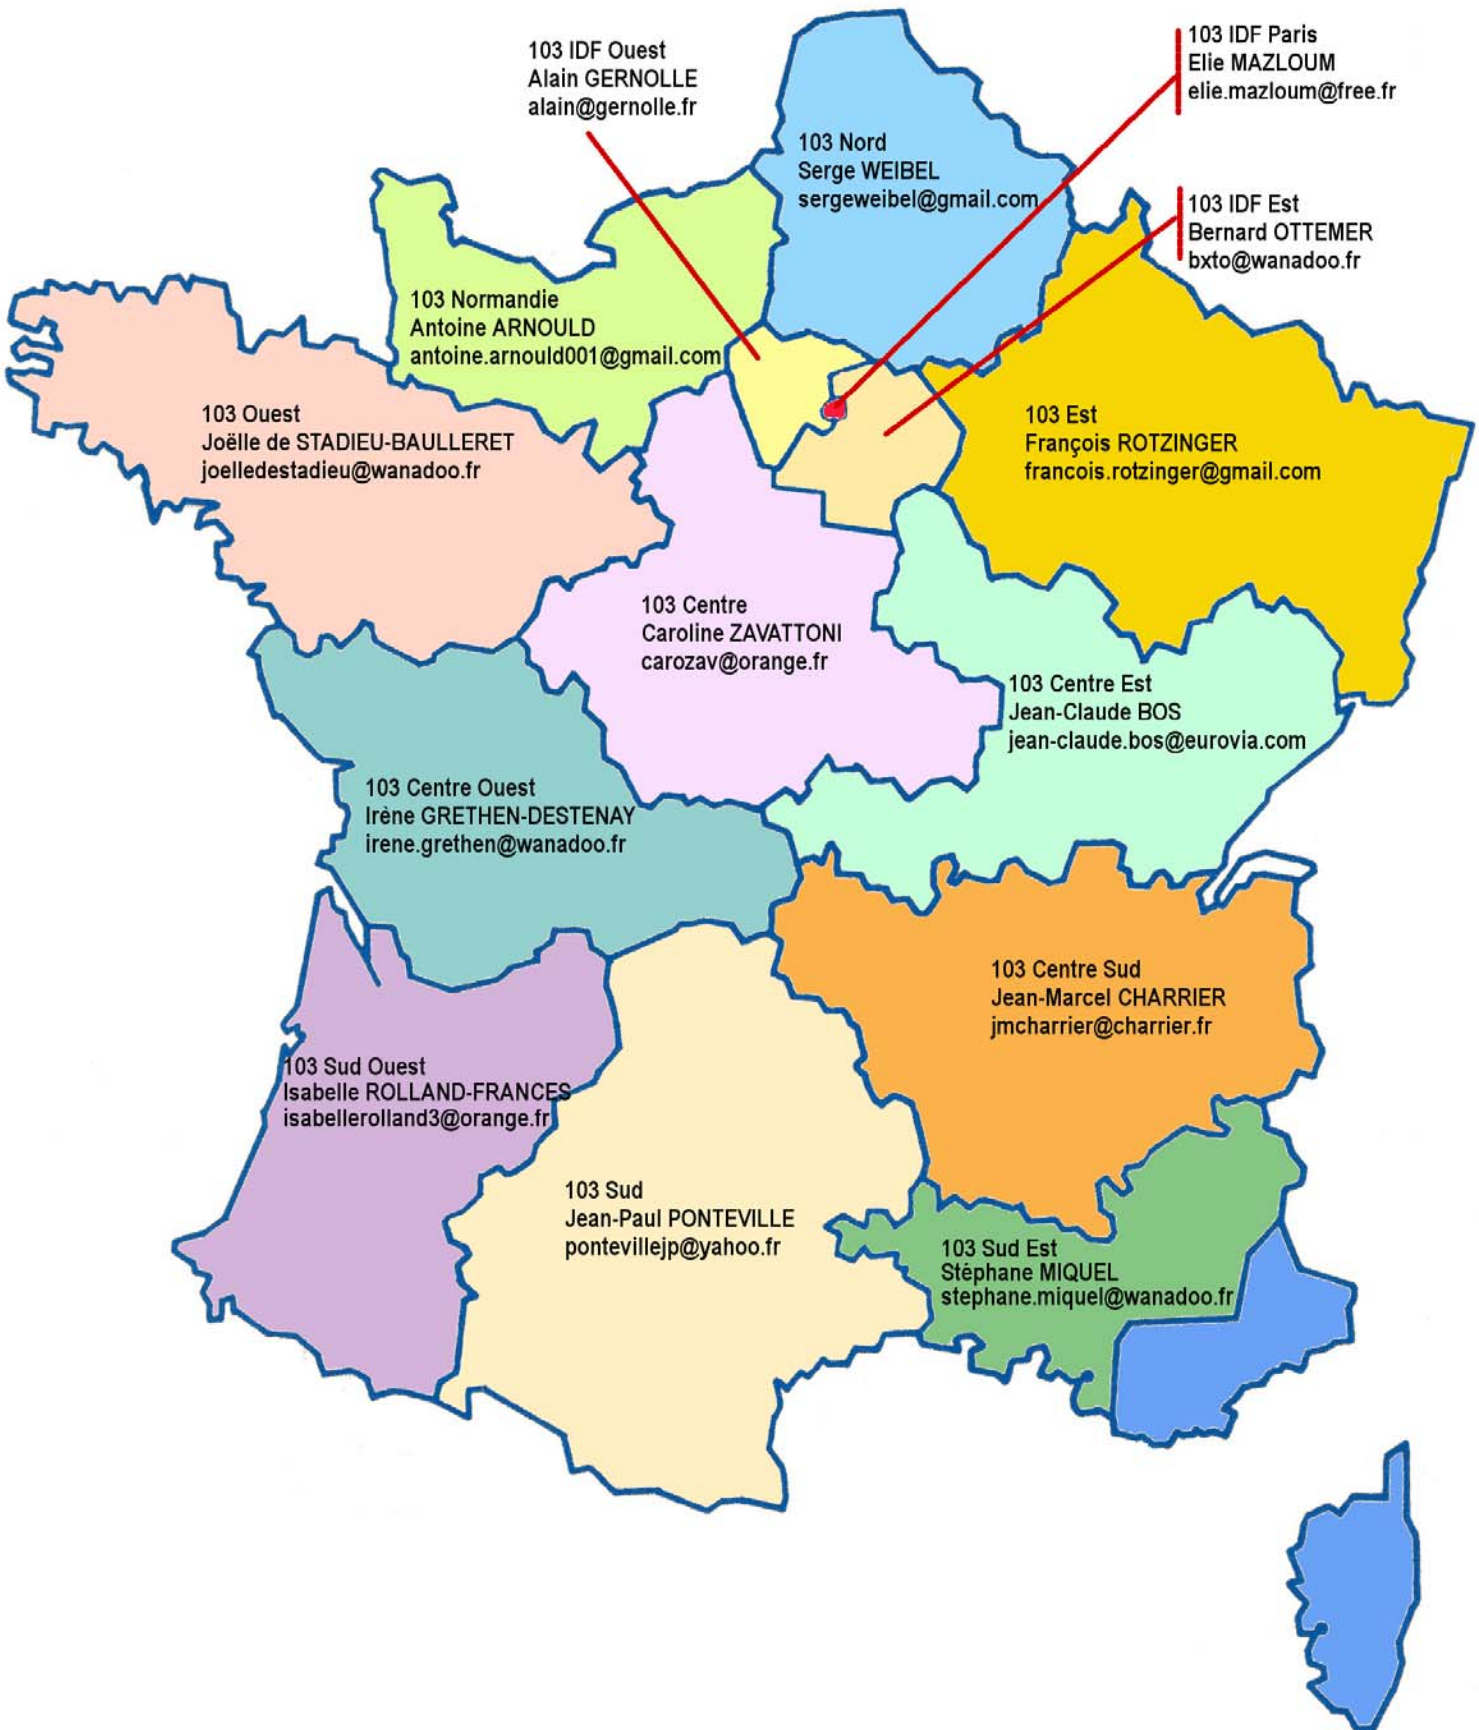 103 IDF Ouest
Alain GERNOLLE
alain@gernolle.fr
103 IDF Paris
Elie MAZLOUM
elie.mazloum@free.fr
103 Nord
Serge WEIBEL
sergeweibel@gmail.com
103 IDF Est
Bernard OTTEMER
bxto@wanadoo.fr
103 Normandie
Antoine ARNOULD
antoine.arnould001@gmail.com
103 Ouest
Joëlle de STADIEU-BAULLERET
joelledestadieu@wanadoo.fr
103 Est
François ROTZINGER
francois.rotzinger@gmail.com
103 Centre
Caroline ZAVATTONI
carozav@orange.fr
103 Centre Est
Jean-Claude BOS
jean-claude.bos@eurovia.com
103 Centre Ouest
Irène GRETHEN-DESTENAY
irene.grethen@wanadoo.fr
103 Centre Sud
Jean-Marcel CHARRIER
jmcharrier@charrier.fr
103 Sud Ouest
Isabelle ROLLAND-FRANCES
isabellerolland3@orange.fr
103 Sud
Jean-Paul PONTEVILLE
pontevillejp@yahoo.fr
103 Sud Est
Stéphane MIQUEL
stephane.miquel@wanadoo.fr